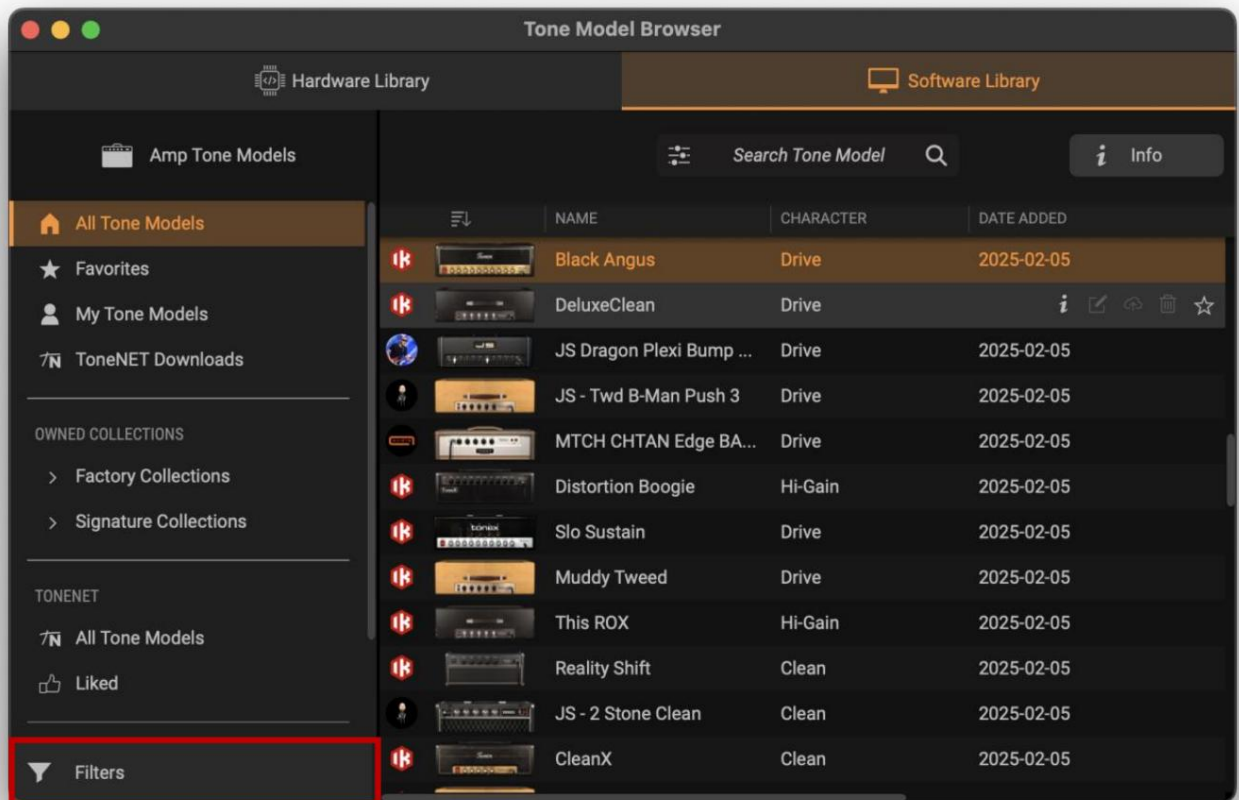 Tone Model Browser
Hardware Library
Software Library
Amp Tone Models
Search Tone Model
Info
All Tone Models
Favorites
My Tone Models
ToneNET Downloads
OWNED COLLECTIONS
Factory Collections
Signature Collections
TONENET
All Tone Models
Liked
Filters
NAME CHARACTER DATE ADDED
Black Angus Drive 2025-02-05
DeluxeClean Drive
JS Dragon Plexi Bump ... Drive 2025-02-05
JS - Twd B-Man Push 3 Drive 2025-02-05
MTCH CHTAN Edge BA... Drive 2025-02-05
Distortion Boogie Hi-Gain 2025-02-05
Slo Sustain Drive 2025-02-05
Muddy Tweed Drive 2025-02-05
This ROX Hi-Gain 2025-02-05
Reality Shift Clean 2025-02-05
JS - 2 Stone Clean Clean 2025-02-05
CleanX Clean 2025-02-05